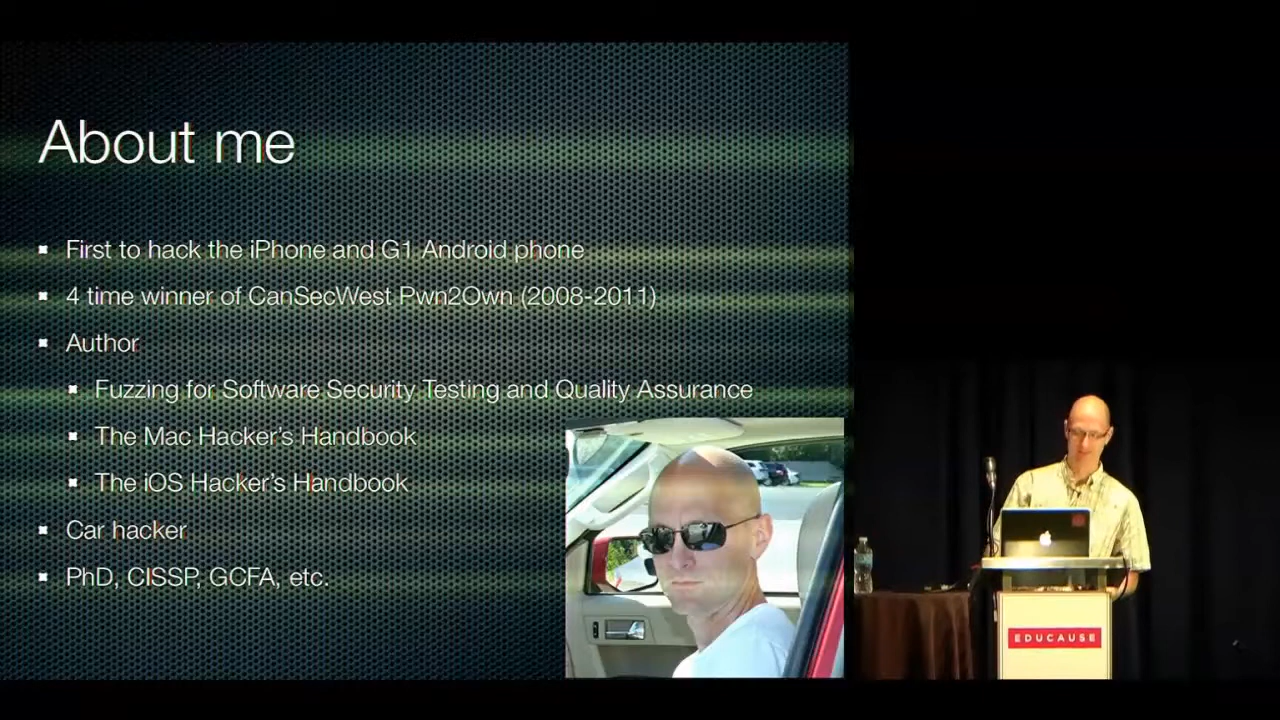 About me
First to hack the iPhone and G1 Android phone
4 time winner of CanSecWest Pwn2Own (2008-2011)
Author
Fuzzing for Software Security Testing and Quality Assurance
The Mac Hacker's Handbook
The iOS Hacker's Handbook
Car hacker
PhD, CISSP, GCFA, etc.
EDUCAUSE